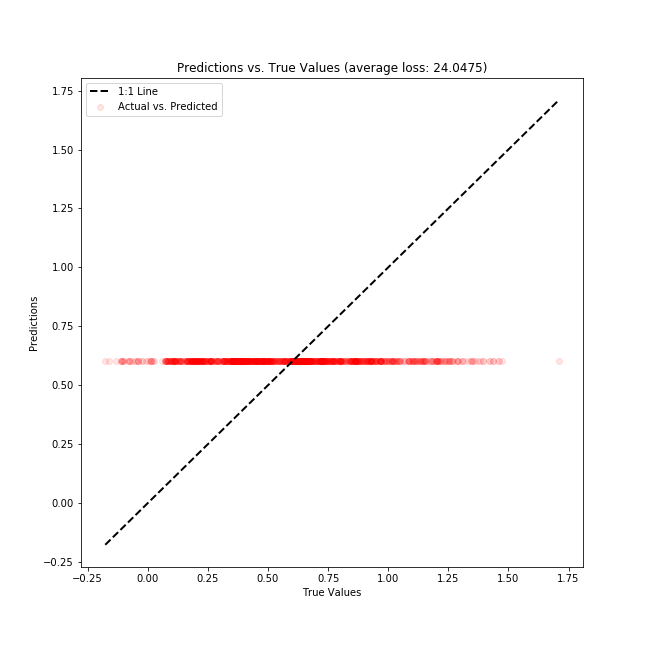 Predictions vs. True Values (average loss: 24.0475)
1:1 Line
Actual vs. Predicted
1.75
1.50
1.25
1.00
0.75
0.50
0.25
0.00
−0.25
Predictions
−0.25 0.00 0.25 0.50 0.75 1.00 1.25 1.50 1.75
True Values